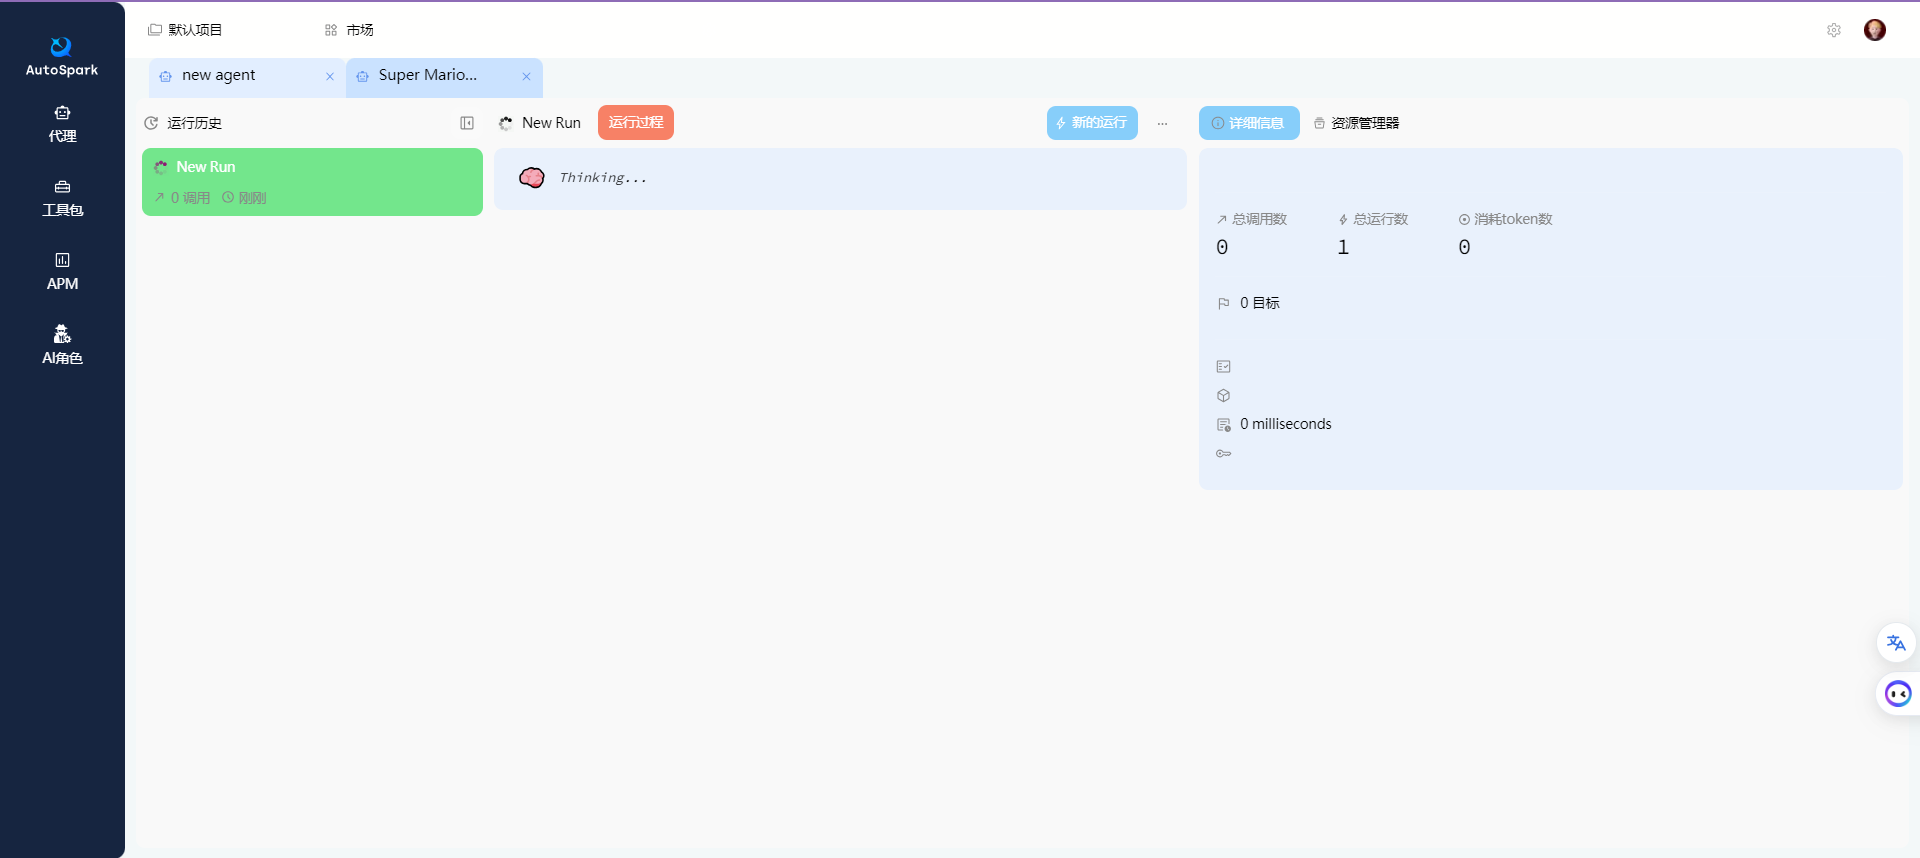 AutoSpark
代理
工具包
APM
AI角色
默认项目
市场
new agent
Super Mario...
运行历史
New Run
0 调用 刚刚
New Run
运行过程
新的运行
...
Thinking...
详细信息
资源管理器
总调用数
0
总运行数
1
消耗token数
0
0 目标
0 milliseconds